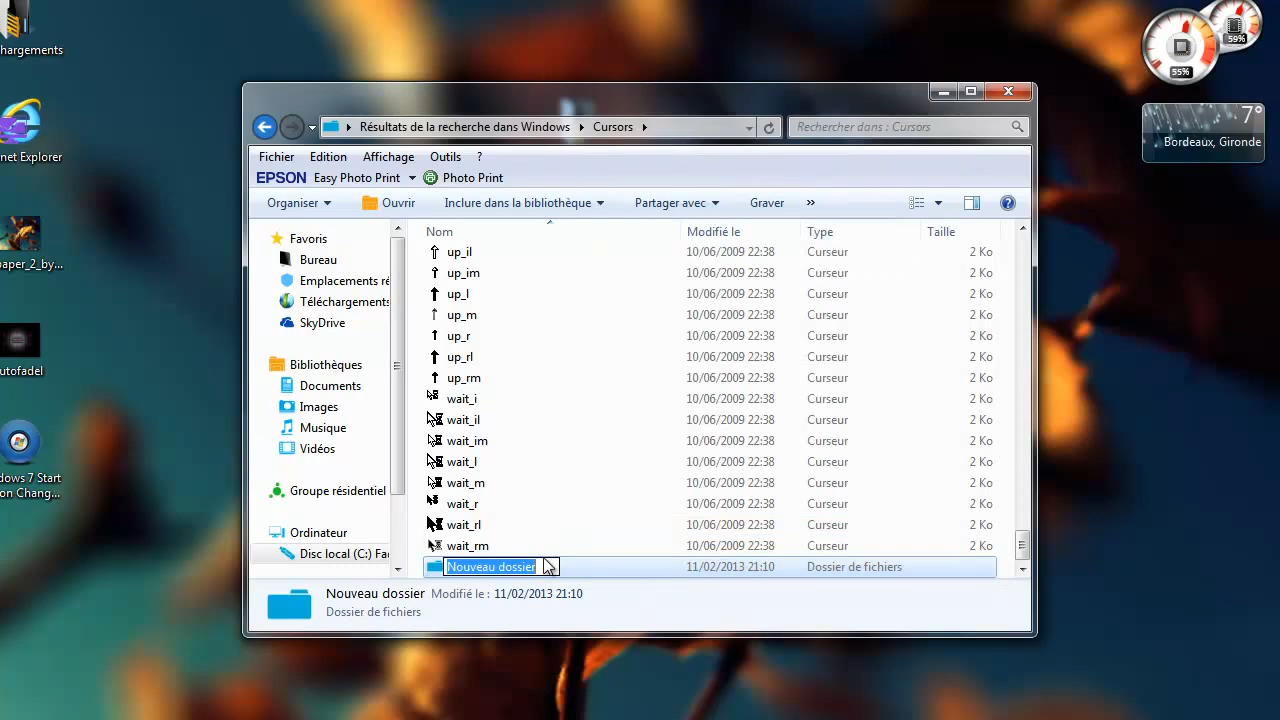 hargements
net Explorer
paper_2_by...
utofadel
dows 7 Start
on Chang...
59%
55%
7°
Bordeaux, Gironde
Résultats de la recherche dans Windows Cursors
Rechercher dans : Cursors
Fichier Edition Affichage Outils ?
EPSON Easy Photo Print Photo Print
Organiser Ouvrir Inclure dans la bibliothèque Partager avec Graver »
Favoris
Bureau
Emplacements ré
Téléchargements
SkyDrive
Bibliothèques
Documents
Images
Musique
Vidéos
Groupe résidentiel
Ordinateur
Disc local (C:) Fac
Nom Modifié le Type Taille
up_il 10/06/2009 22:38 Curseur 2 Ko
up_im 10/06/2009 22:38 Curseur 2 Ko
up_l 10/06/2009 22:38 Curseur 2 Ko
up_m 10/06/2009 22:38 Curseur 2 Ko
up_r 10/06/2009 22:38 Curseur 2 Ko
up_rl 10/06/2009 22:38 Curseur 2 Ko
up_rm 10/06/2009 22:38 Curseur 2 Ko
wait_i 10/06/2009 22:38 Curseur 2 Ko
wait_il 10/06/2009 22:38 Curseur 2 Ko
wait_im 10/06/2009 22:38 Curseur 2 Ko
wait_l 10/06/2009 22:38 Curseur 2 Ko
wait_m 10/06/2009 22:38 Curseur 2 Ko
wait_r 10/06/2009 22:38 Curseur 2 Ko
wait_rl 10/06/2009 22:38 Curseur 2 Ko
wait_rm 10/06/2009 22:38 Curseur 2 Ko
Nouveau dossier 11/02/2013 21:10 Dossier de fichiers
Nouveau dossier Modifié le : 11/02/2013 21:10
Dossier de fichiers